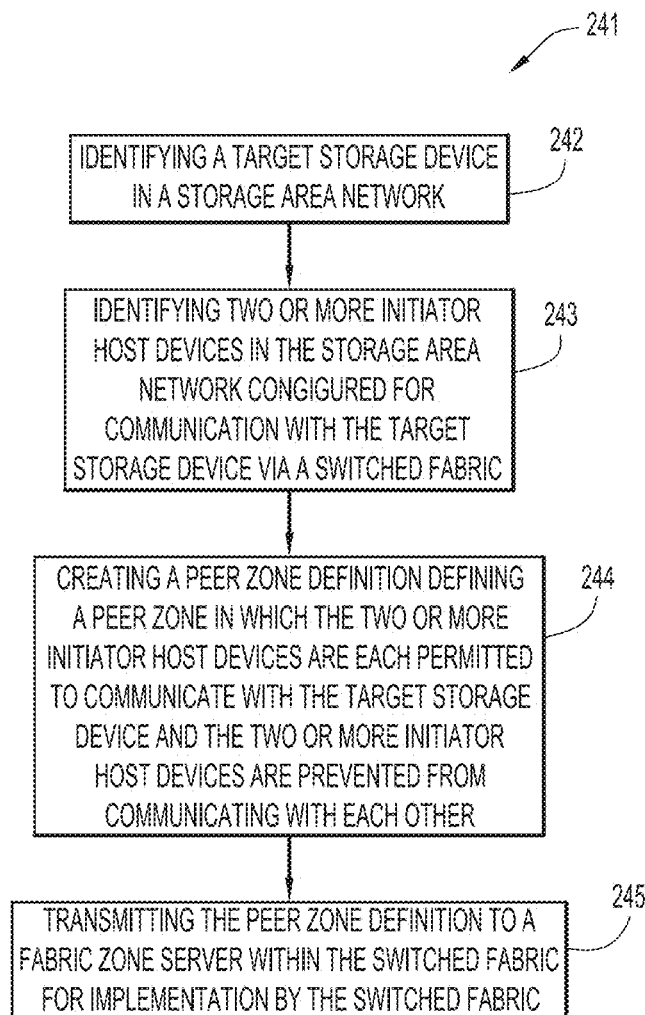 241
IDENTIFYING A TARGET STORAGE DEVICE
IN A STORAGE AREA NETWORK
242
IDENTIFYING TWO OR MORE INITIATOR
HOST DEVICES IN THE STORAGE AREA
NETWORK CONGIGURED FOR
COMMUNICATION WITH THE TARGET
STORAGE DEVICE VIA A SWITCHED FABRIC
243
CREATING A PEER ZONE DEFINITION DEFINING
A PEER ZONE IN WHICH THE TWO OR MORE
INITIATOR HOST DEVICES ARE EACH PERMITTED
TO COMMUNICATE WITH THE TARGET STORAGE
DEVICE AND THE TWO OR MORE INITIATOR
HOST DEVICES ARE PREVENTED FROM
COMMUNICATING WITH EACH OTHER
244
TRANSMITTING THE PEER ZONE DEFINITION TO A
FABRIC ZONE SERVER WITHIN THE SWITCHED FABRIC
FOR IMPLEMENTATION BY THE SWITCHED FABRIC
245